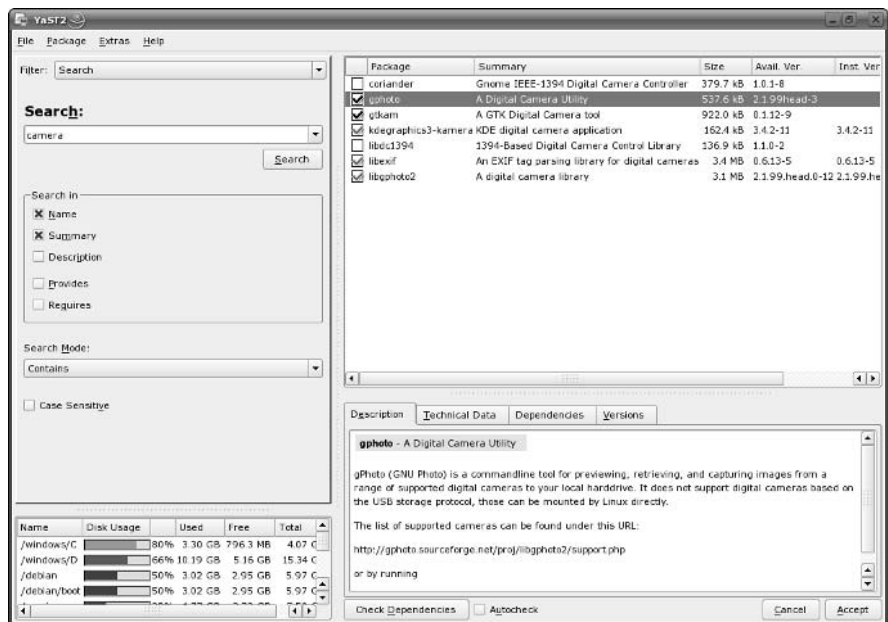 YaST2
File Package Extras Help
Filter: Search
Search:
camera
Search
Search in
Name
Summary
Description
Provides
Requires
Search Mode:
Contains
Case Sensitive
Name Disk Usage Used Free Total
/windows/C 80% 3.30 GB 796.3 MB 4.07 G
/windows/D 66% 10.19 GB 5.16 GB 15.34 G
/debian 50% 3.02 GB 2.95 GB 5.97 G
/debian/boot 50% 3.02 GB 2.95 GB 5.97 G
Package Summary Size Avail. Ver. Inst. Ver
coriander Gnome IEEE-1394 Digital Camera Controller 379.7 kB 1.0.1-8
gphoto A Digital Camera Utility 537.6 kB 2.1.99head-3
gtkam A GTK Digital Camera tool 922.0 kB 0.1.12-9
kdegraphics3-kamera KDE digital camera application 162.4 kB 3.4.2-11 3.4.2-11
libdc1394 1394-Based Digital Camera Control Library 136.9 kB 1.1.0-2
libexif An EXIF tag parsing library for digital cameras 3.4 MB 0.6.13-5 0.6.13-5
libgphoto2 A digital camera library 3.1 MB 2.1.99.head.0-12 2.1.99.he
Description Technical Data Dependencies Versions
gphoto - A Digital Camera Utility
gPhoto (GNU Photo) is a commandline tool for previewing, retrieving, and capturing images from a
range of supported digital cameras to your local harddrive. It does not support digital cameras based on
the USB storage protocol, those can be mounted by Linux directly.
The list of supported cameras can be found under this URL:
http://gphoto.sourceforge.net/proj/libgphoto2/support.php
or by running
Check Dependencies Autocheck Cancel Accept